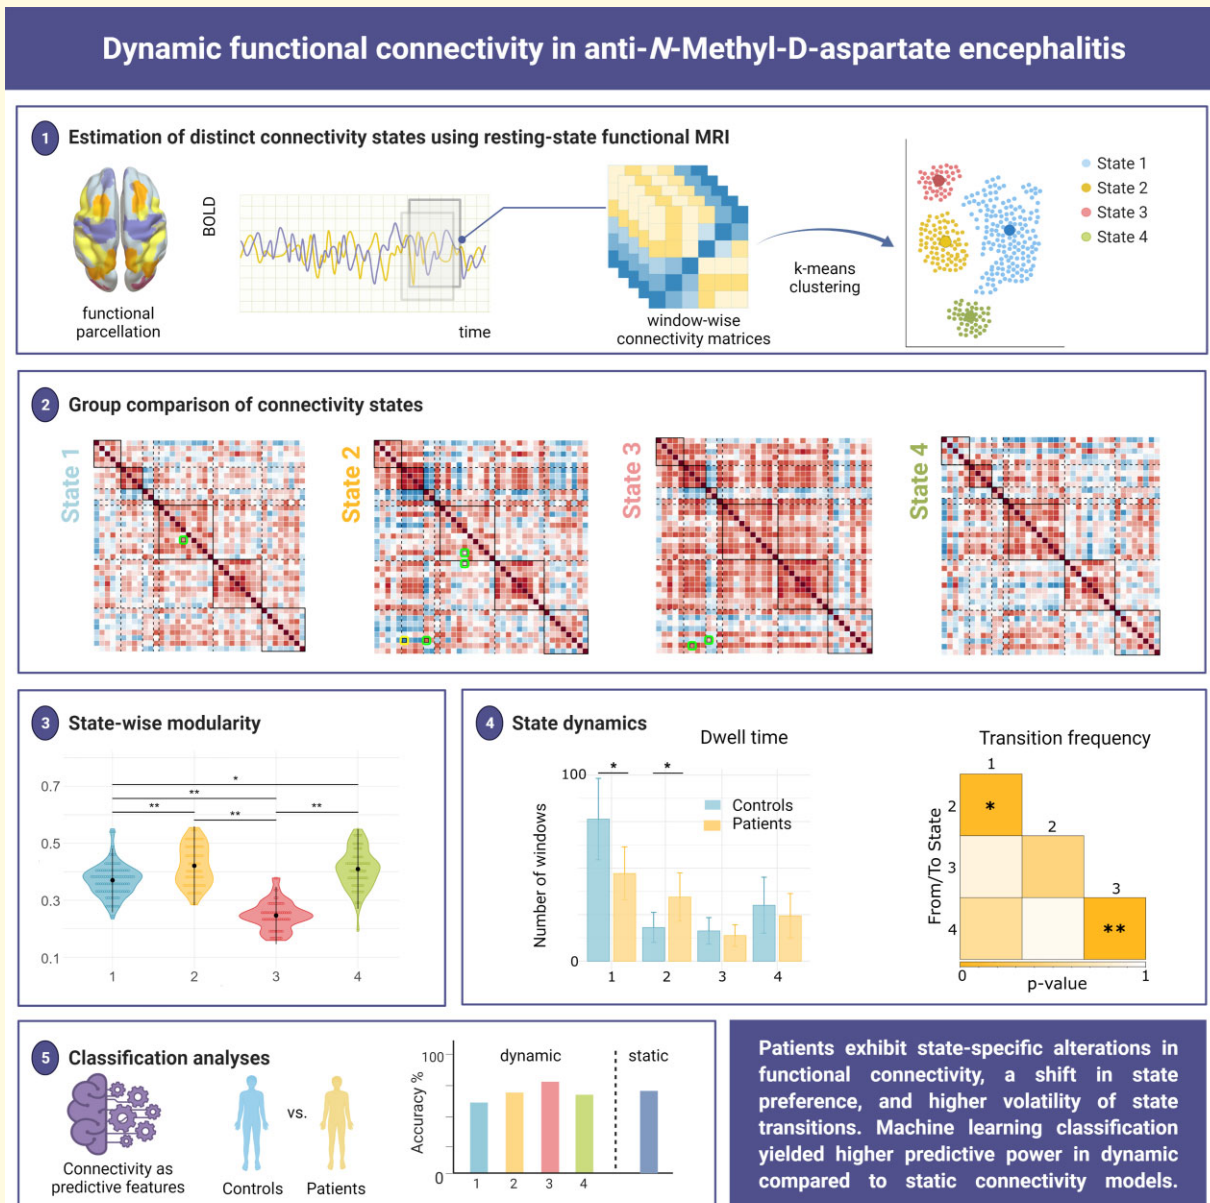 Dynamic functional connectivity in anti-N-Methyl-D-aspartate encephalitis
1 Estimation of distinct connectivity states using resting-state functional MRI
functional
parcellation
BOLD
time
window-wise
connectivity matrices
k-means
clustering
State 1
State 2
State 3
State 4
2 Group comparison of connectivity states
State 1
State 2
State 3
State 4
3 State-wise modularity
0.7
0.5
0.3
0.1
*
**
**
**
**
1 2 3 4
4 State dynamics
Dwell time
Number of windows
100
0
* *
Controls
Patients
1 2 3 4
Transition frequency
From/To State
1
2 * 2
3 3
4 **
0 1
p-value
5 Classification analyses
Connectivity as
predictive features
vs.
Controls Patients
Accuracy %
100
0
dynamic static
1 2 3 4
Patients exhibit state-specific alterations in
functional connectivity, a shift in state
preference, and higher volatility of state
transitions. Machine learning classification
yielded higher predictive power in dynamic
compared to static connectivity models.